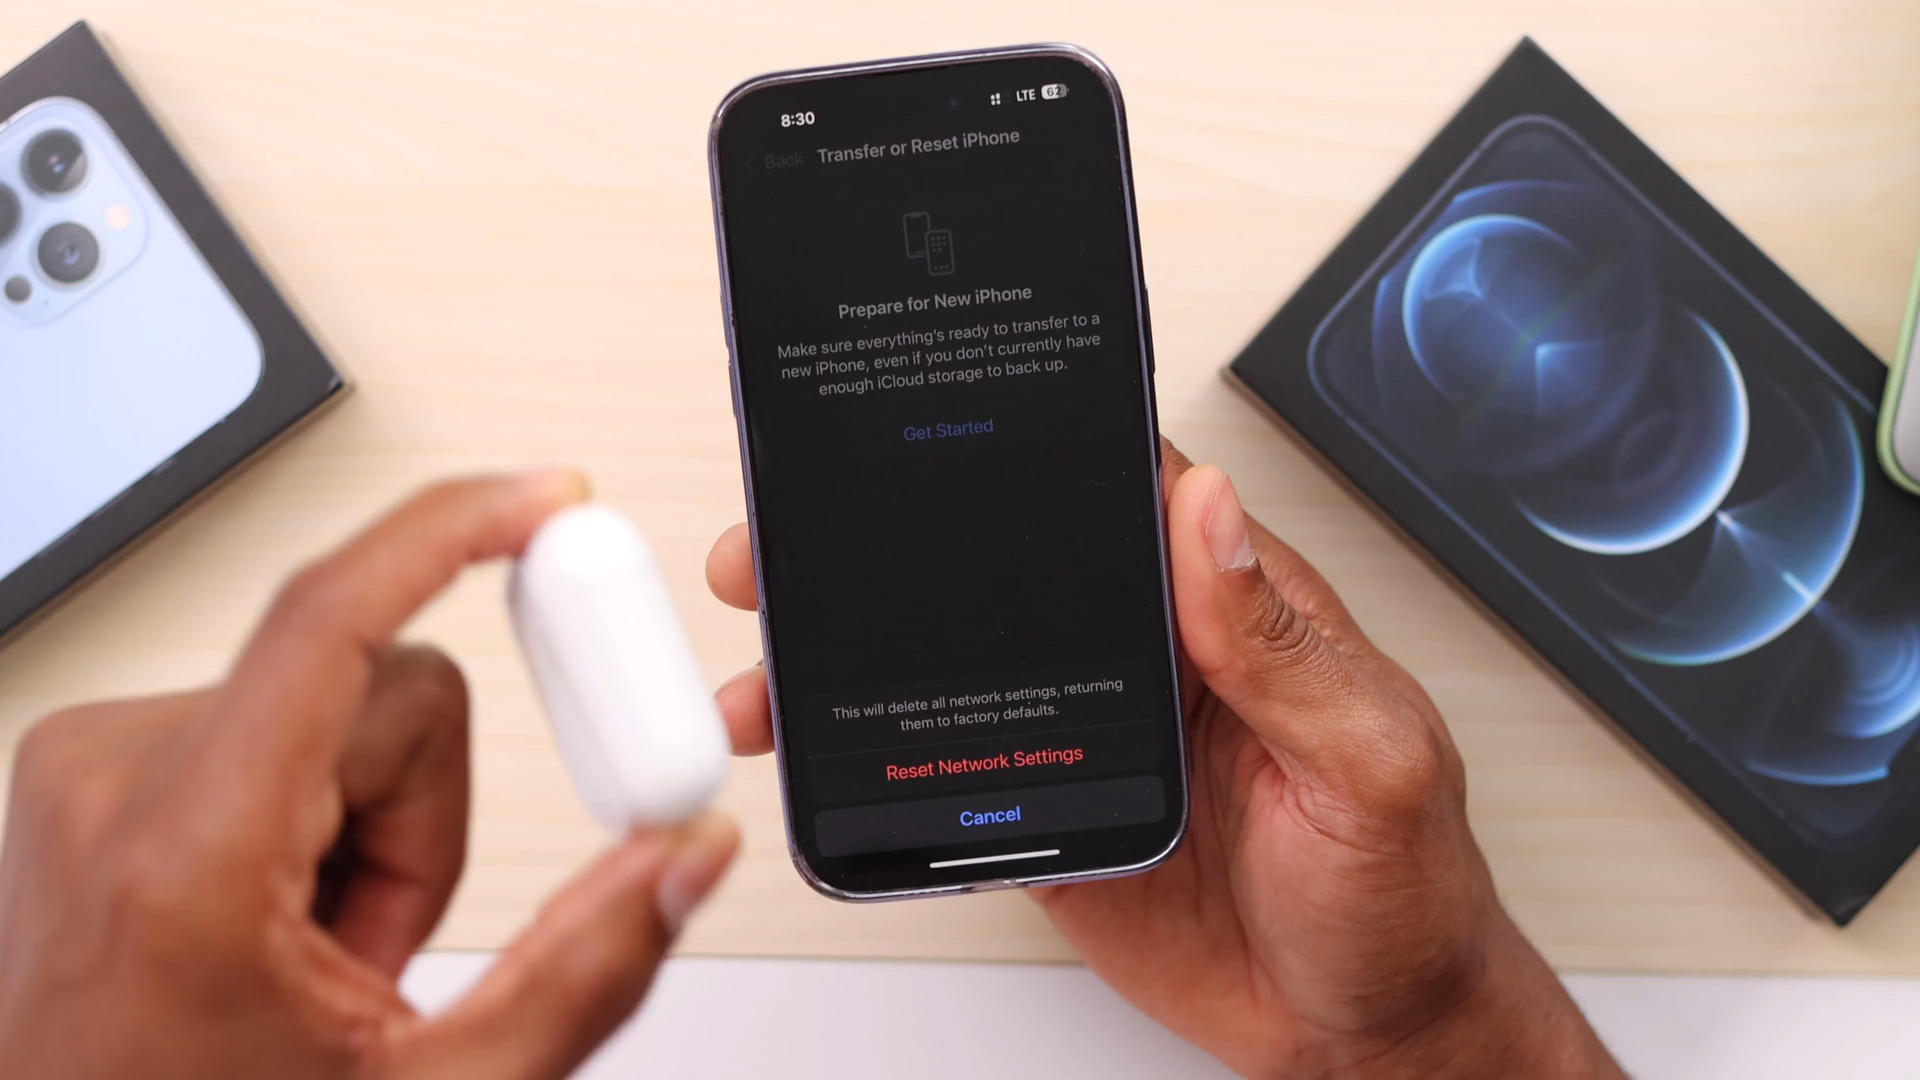 8:30
LTE 62
Back Transfer or Reset iPhone
Prepare for New iPhone
Make sure everything's ready to transfer to a
new iPhone, even if you don't currently have
enough iCloud storage to back up.
Get Started
This will delete all network settings, returning
them to factory defaults.
Reset Network Settings
Cancel